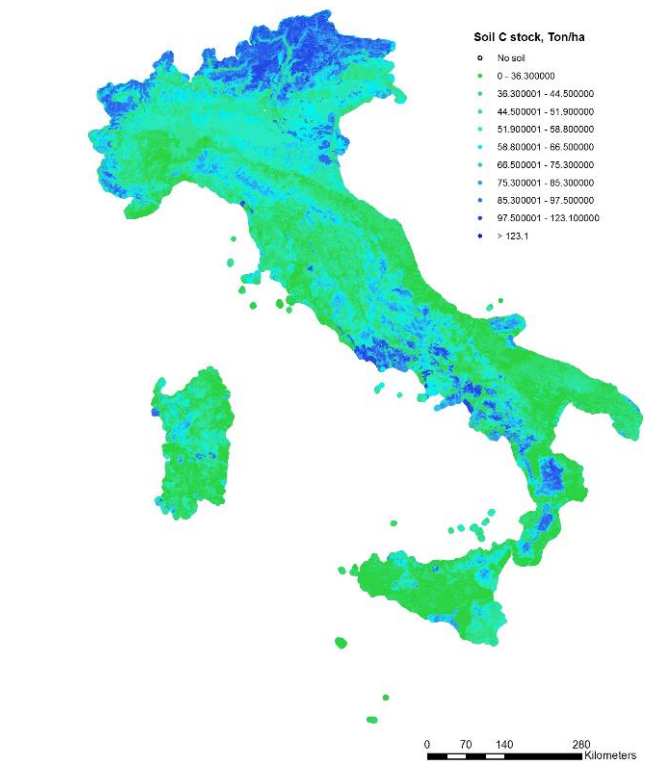 Soil C stock, Ton/ha
No soil
0 - 36.300000
36.300001 - 44.500000
44.500001 - 51.900000
51.900001 - 58.800000
58.800001 - 66.500000
66.500001 - 75.300000
75.300001 - 85.300000
85.300001 - 97.500000
97.500001 - 123.100000
> 123.1
0 70 140 280
Kilometers